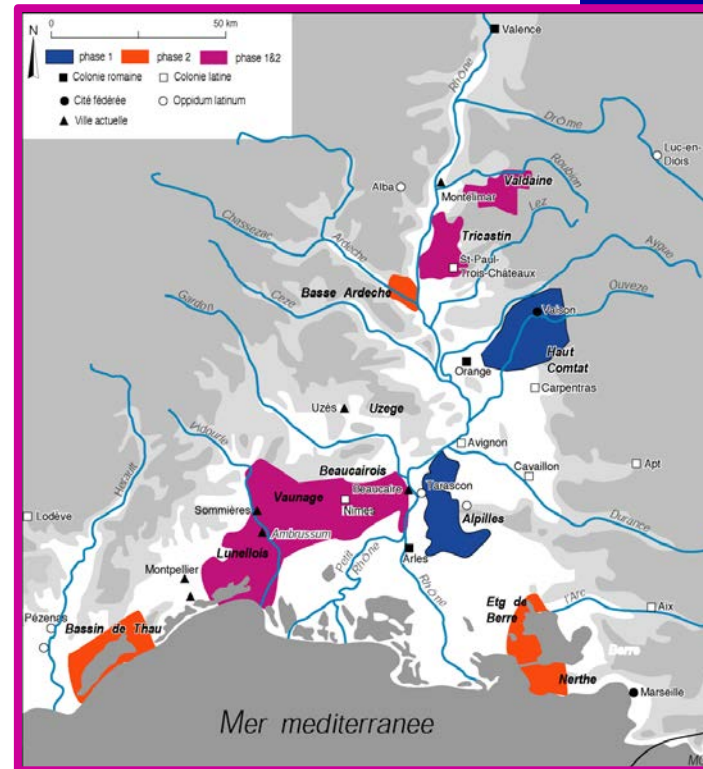 0 50 km
N
phase 1 phase 2 phase 1&2
Colonie romaine Colonie latine
Cité fédérée Oppidum latinum
Ville actuelle
Valence
Rhône
Drôme
Luc-en-
Diois
Roubion
Valdaine
Alba
Montelimar
Lez
Chassezac
Ardeche
Tricastin
St-Paul-
Trois-Châteaux
Aygue
Ouveze
Basse Ardeche
Gardon
Ceze
Vaison
Haut
Comtat
Orange
Carpentras
Uzès
Uzege
Vidourle
Avignon
Herault
Beaucairois
Beaucaire
Tarascon
Cavaillon
Apt
Vaunage
Nimes
Sommières
Alpilles
Durance
Lodève
Ambrussum
Lunellois
Petit
Rhône
Arles
Rhône
Montpellier
Etg de
Berre
l'Arc
Aix
Pézenas
Bassin de Thau
Berre
Nerthe
Marseille
Mer mediterranee